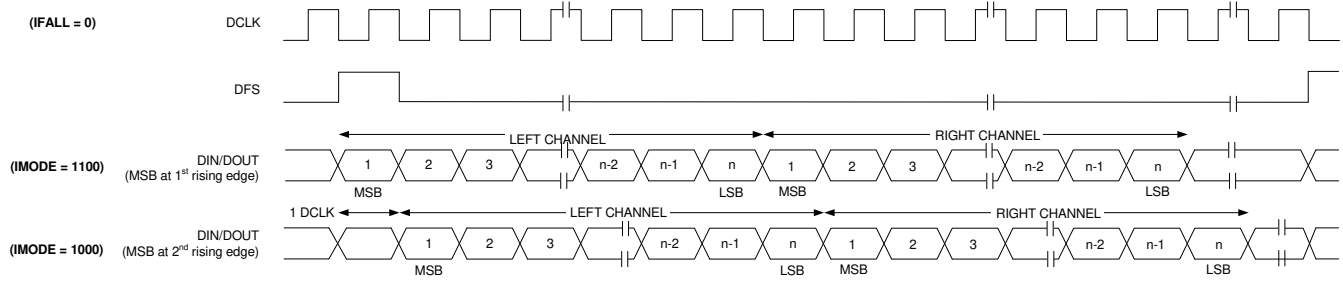 (IFALL = 0) DCLK
DFS
LEFT CHANNEL RIGHT CHANNEL
(IMODE = 1100) DIN/DOUT 1 2 3 n-2 n-1 n 1 2 3 n-2 n-1 n
(MSB at 1st rising edge)
MSB LSB MSB LSB
1 DCLK LEFT CHANNEL RIGHT CHANNEL
(IMODE = 1000) DIN/DOUT 1 2 3 n-2 n-1 n 1 2 3 n-2 n-1 n
(MSB at 2nd rising edge)
MSB LSB MSB LSB